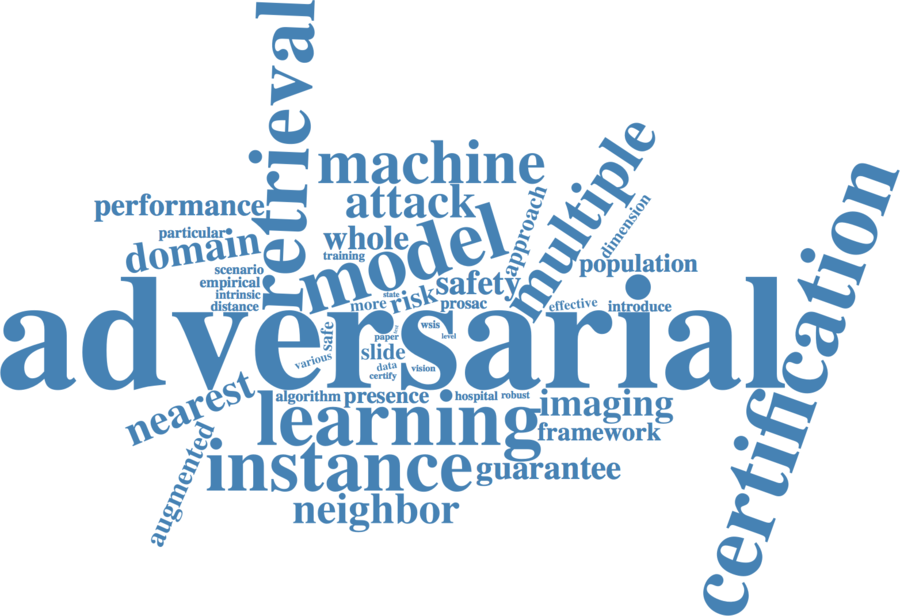 retrieval
machine
multiple
certification
attack
approach
performance
dimension
particular
whole
domain
model
training
population
scenario
safety
empirical
intrinsic
state
risk
more
prosac
effective
introduce
distance
adversarial
safe
wsis
paper
level
slide
various
data
vision
certify
nearest
algorithm
presence
hospital
robust
learning
imaging
framework
augmented
instance
guarantee
neighbor